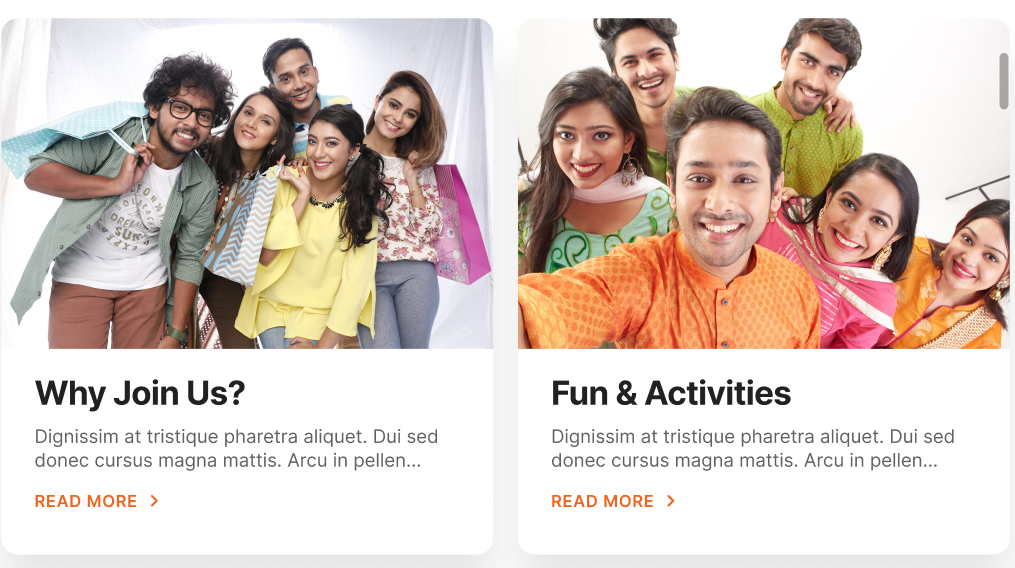 Why Join Us?
Dignissim at tristique pharetra aliquet. Dui sed
donec cursus magna mattis. Arcu in pellen...
READ MORE
Fun & Activities
Dignissim at tristique pharetra aliquet. Dui sed
donec cursus magna mattis. Arcu in pellen...
READ MORE